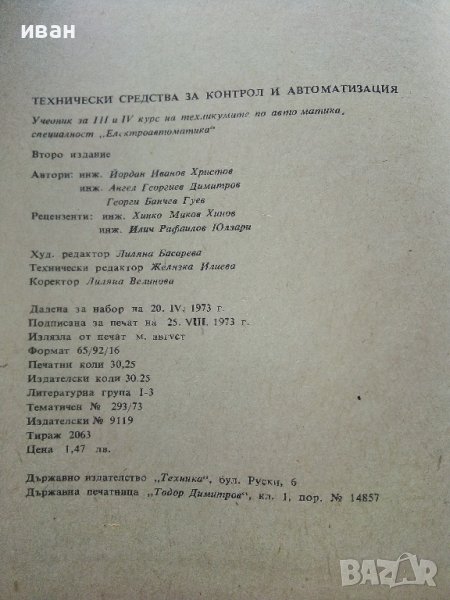 иван
ТЕХНИЧЕСКИ СРЕДСТВА ЗА КОНТРОЛ И АВТОМАТИЗАЦИЯ
Учебник за III и IV курс на техникумите по автоматика,
специалност „Електроавтоматика“
Второ издание
Автори: инж. Йордан Иванов Христов
инж. Ангел Георгиев Димитров
Георги Банчев Гуев
Рецензенти: инж. Хинко Миков Хинов
инж. Илич Рафаилов Юлзари
Худ. редактор Лиляна Басарева
Технически редактор Желязка Илиева
Коректор Лиляна Велинова
Дадена за набор на 20. IV. 1973 г.
Подписана за печат на 25. VIII. 1973 г.
Излязла от печат м. август
Формат 65/92/16
Печатни коли 30,25
Издателски коли 30.25
Литературна група I-3
Тематичен № 293/73
Издателски № 9119
Тираж 2063
Цена 1,47 лв.
Държавно издателство „Техника“, бул. Руски, 6
Държавна печатница „Тодор Димитров“, кл. 1, пор. № 14857
BAZAR.bg